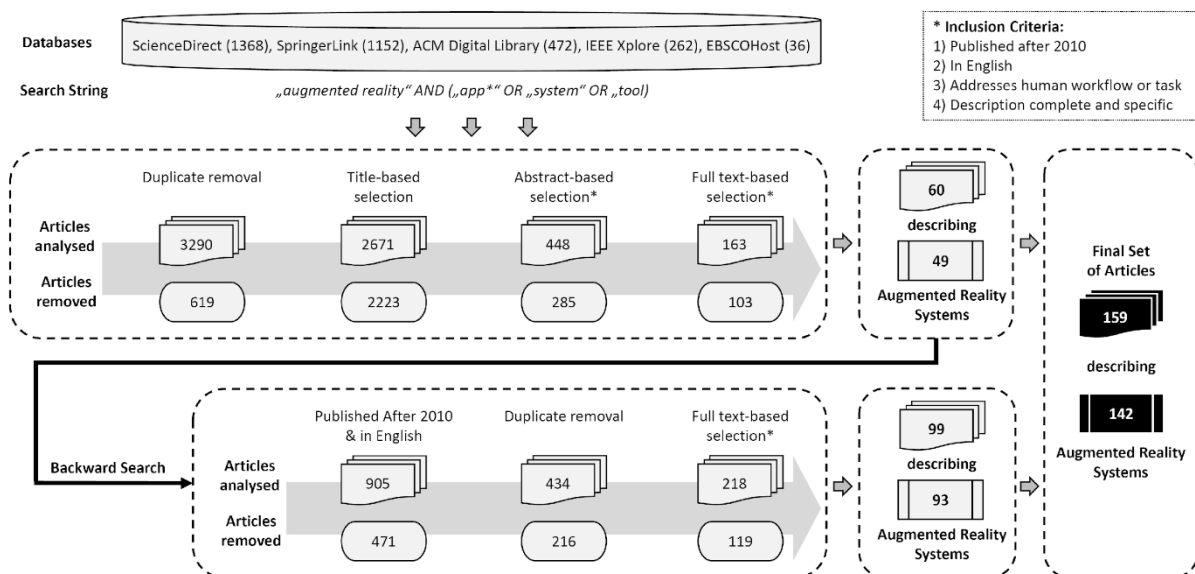 Databases
ScienceDirect (1368), SpringerLink (1152), ACM Digital Library (472), IEEE Xplore (262), EBSCOHost (36)
Search String
„augmented reality“ AND („app*“ OR „system“ OR „tool)
* Inclusion Criteria:
1) Published after 2010
2) In English
3) Addresses human workflow or task
4) Description complete and specific
Duplicate removal
Title-based
selection
Abstract-based
selection*
Full text-based
selection*
Articles
analysed
3290
2671
448
163
Articles
removed
619
2223
285
103
60
describing
49
Augmented Reality
Systems
Final Set
of Articles
159
describing
142
Augmented Reality
Systems
Backward Search
Published After 2010
& in English
Duplicate removal
Full text-based
selection*
Articles
analysed
905
434
218
Articles
removed
471
216
119
99
describing
93
Augmented Reality
Systems